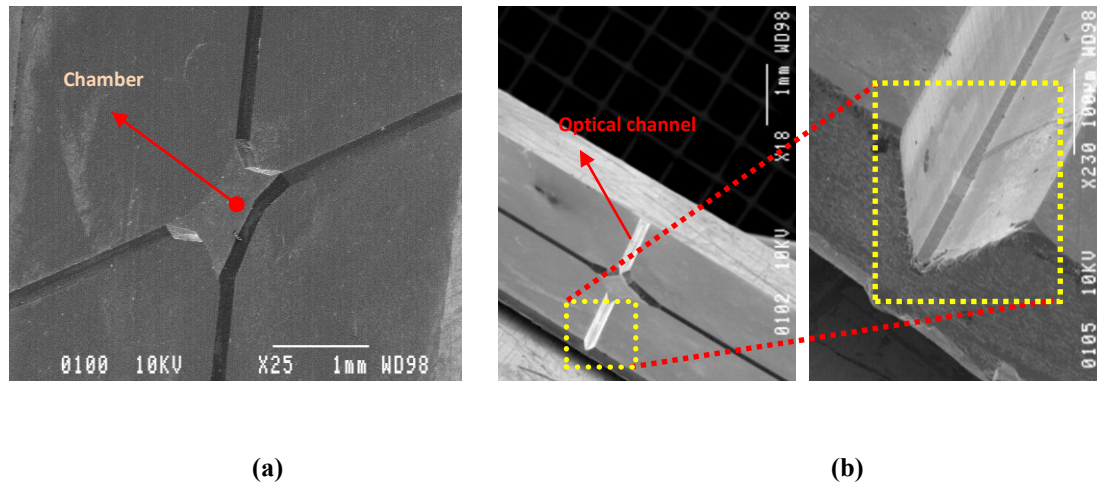 Chamber
0100 10KV X25 1mm WD98
(a)
Optical channel
0102 10KV X18 1mm WD98
0105 10KV X230 100µm WD98
(b)